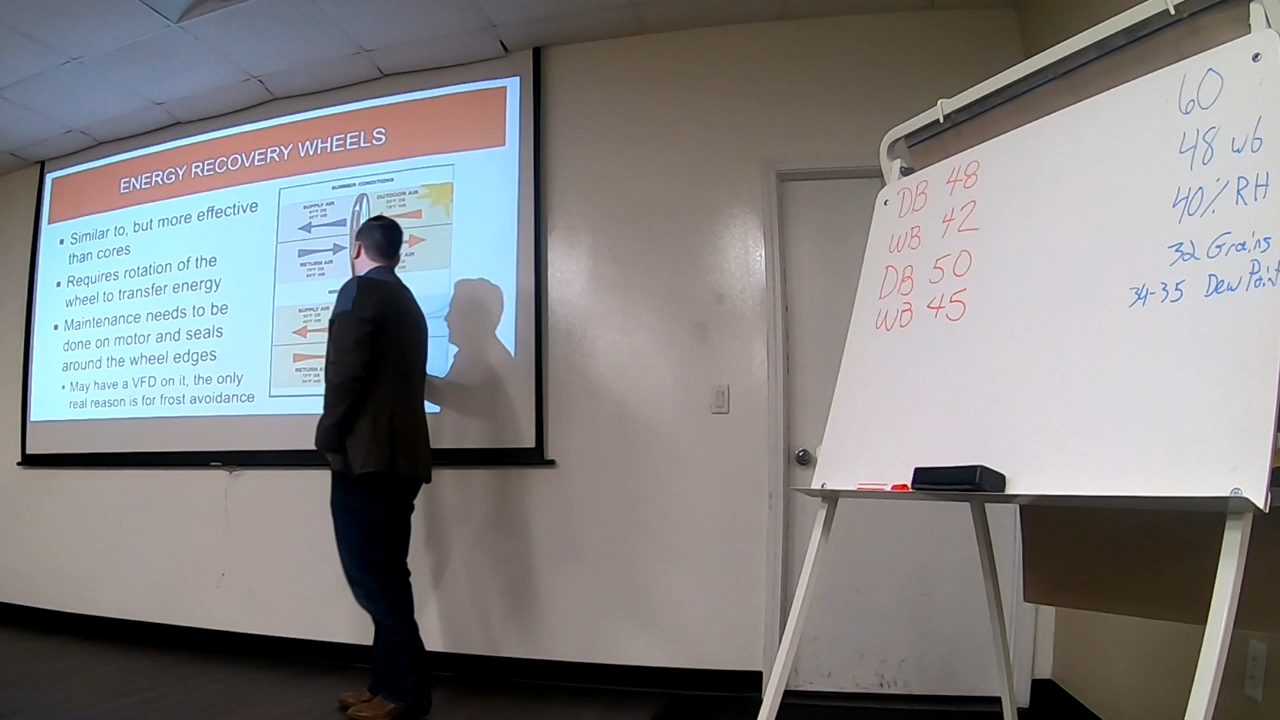 ENERGY RECOVERY WHEELS
▪ Similar to, but more effective
than cores
▪ Requires rotation of the
wheel to transfer energy
▪ Maintenance needs to be
done on motor and seals
around the wheel edges
• May have a VFD on it, the only
real reason is for frost avoidance
SUMMER CONDITIONS
SUPPLY AIR
OUTDOOR AIR
RETURN AIR
AIR
SUPPLY AIR
RETURN
DB 48
WB 42
DB 50
WB 45
60
48 wb
40% RH
32 Grains
34-35 Dew Point